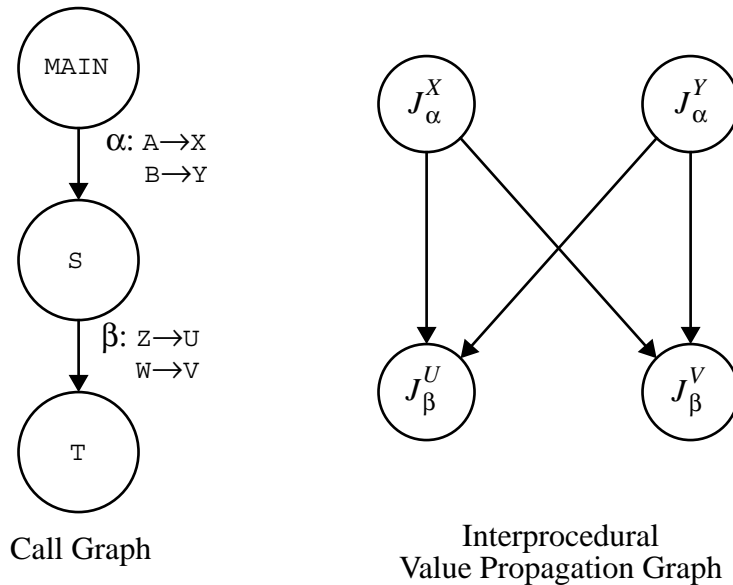 MAIN
α: A→X
B→Y
S
β: Z→U
W→V
T
Call Graph
J_α^X
J_α^Y
J_β^U
J_β^V
Interprocedural
Value Propagation Graph